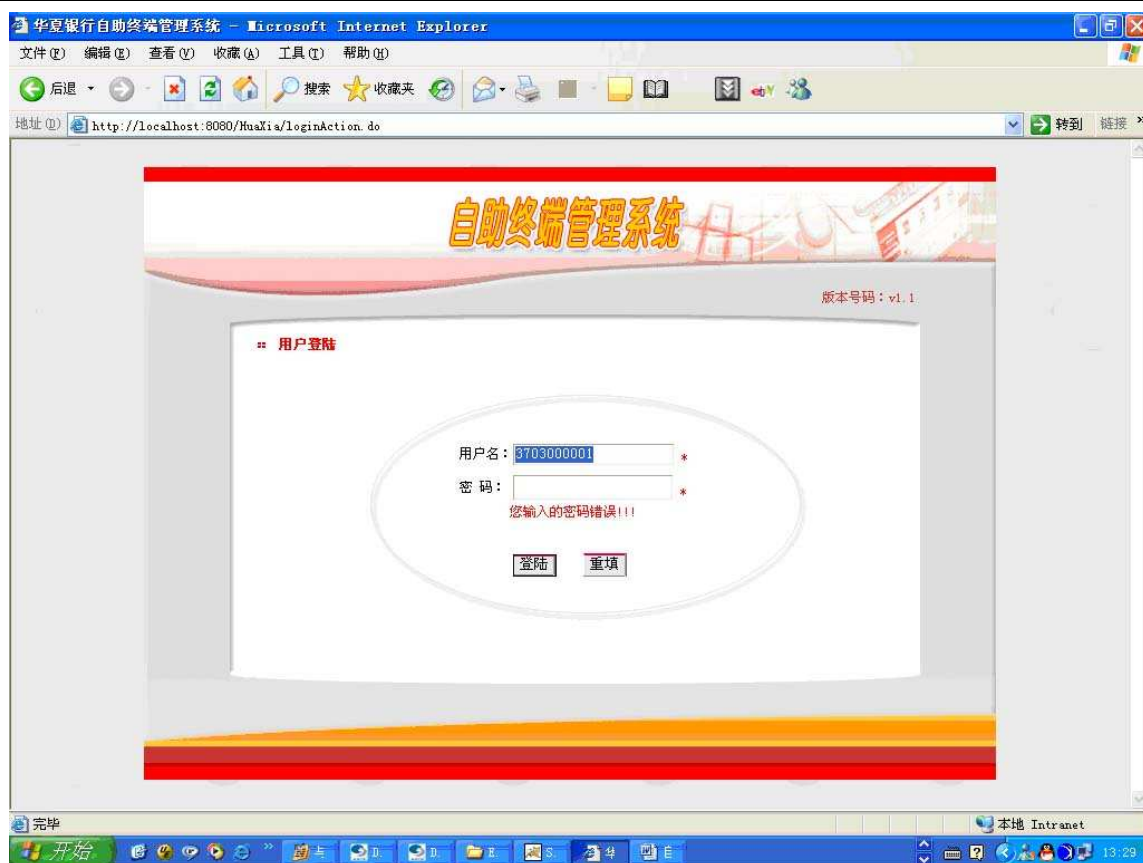 华夏银行自助终端管理系统 - Microsoft Internet Explorer
文件(F) 编辑(E) 查看(V) 收藏(A) 工具(T) 帮助(H)
后退 搜索 收藏夹
地址(D) http://localhost:8080/HuaXia/loginAction.do 转到 链接 »
自助终端管理系统
版本号码：v1.1
用户登陆
用户名： 3703000001 *
密 码： *
您输入的密码错误!!!
登陆 重填
完毕 本地 Intranet
开始 D. D. E S. 华 自 13:29